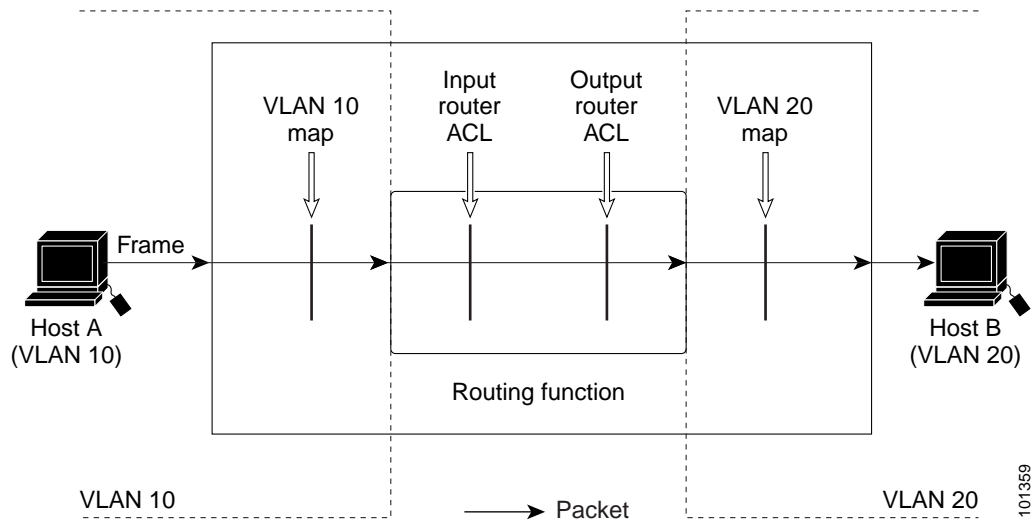 VLAN 10
map
Input
router
ACL
Output
router
ACL
VLAN 20
map
Frame
Host A
(VLAN 10)
Host B
(VLAN 20)
Routing function
VLAN 10
Packet
VLAN 20
101359